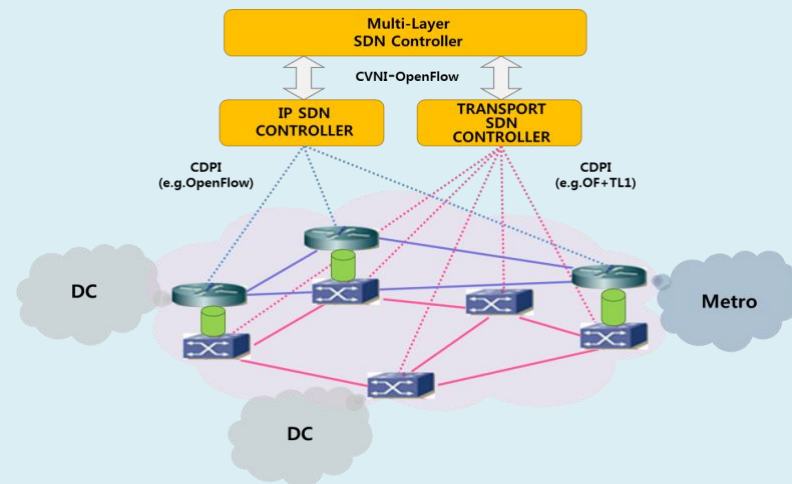 Multi-Layer
SDN Controller
CVNI-OpenFlow
IP SDN
CONTROLLER
TRANSPORT
SDN
CONTROLLER
CDPI
(e.g.OpenFlow)
CDPI
(e.g.OF+TL1)
DC
Metro
DC